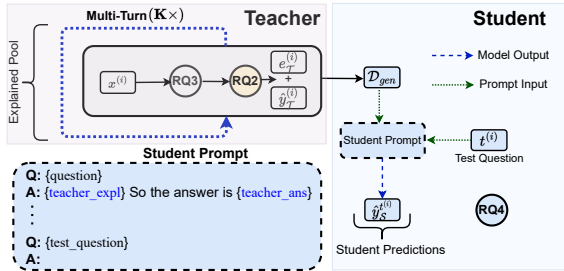 Multi-Turn (K×)
Teacher
Explained Pool
x^(i)
RQ3
RQ2
e_𝒯^(i)
+
ŷ_𝒯^(i)
Student Prompt
Q: {question}
A: {teacher_expl} So the answer is {teacher_ans}
⋮
Q: {test_question}
A:
Student
Model Output
Prompt Input
𝒟_gen
Student Prompt
t^(i)
Test Question
ŷ_S^t^(i)
Student Predictions
RQ4